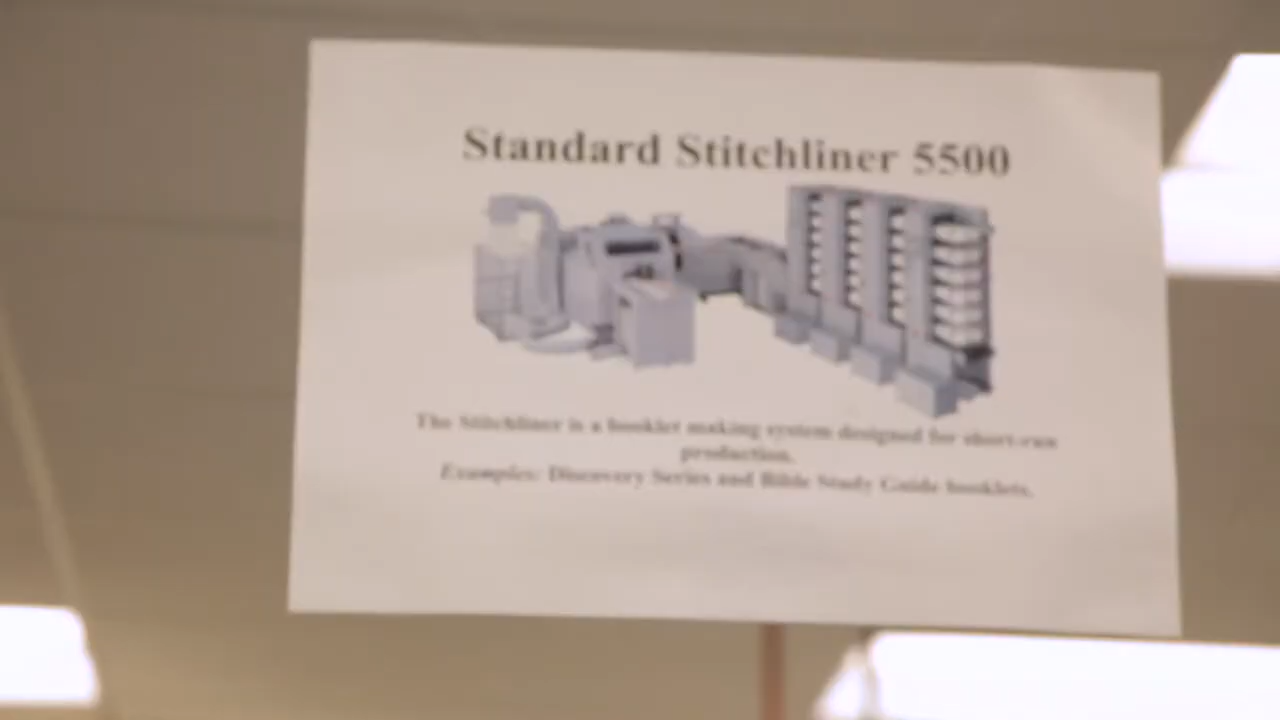 Standard Stitchliner 5500
The Stitchliner is a booklet making system designed for short-run
production.
Examples: Discovery Series and Bible Study Guide booklets.